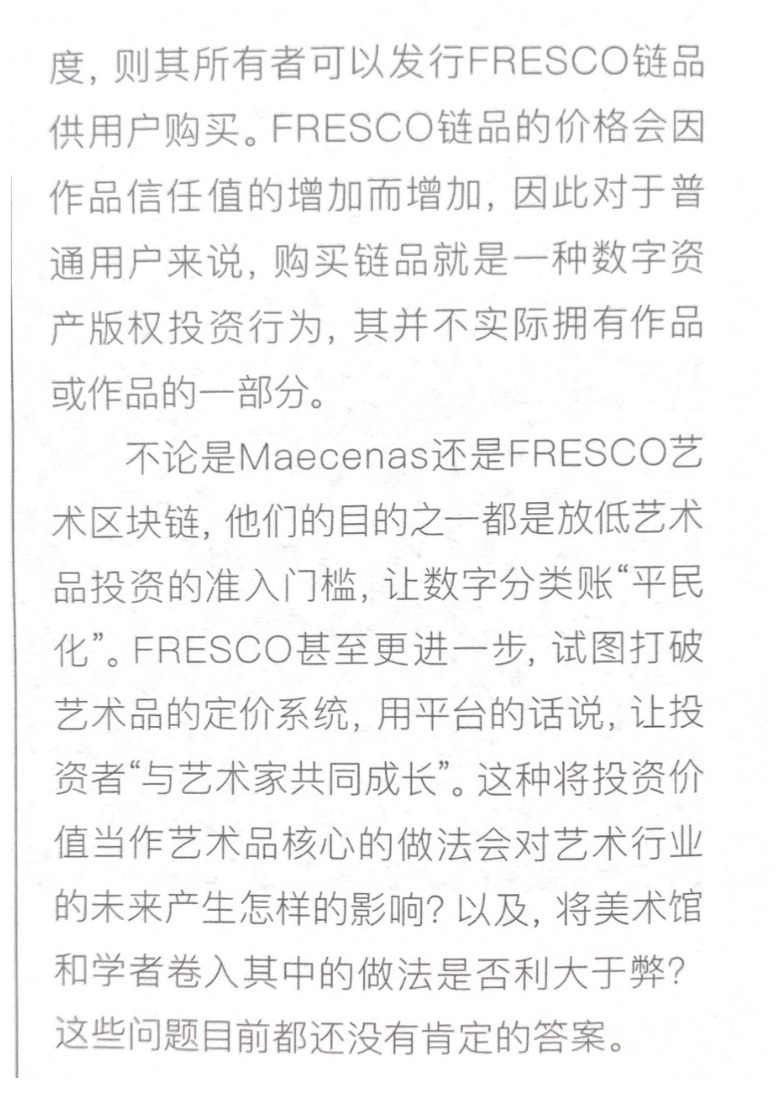 度，则其所有者可以发行FRESCO链品
供用户购买。FRESCO链品的价格会因
作品信任值的增加而增加，因此对于普
通用户来说，购买链品就是一种数字资
产版权投资行为，其并不实际拥有作品
或作品的一部分。
不论是Maecenas还是FRESCO艺
术区块链，他们的目的之一都是放低艺术
品投资的准入门槛，让数字分类账“平民
化”。FRESCO甚至更进一步，试图打破
艺术品的定价系统，用平台的话说，让投
资者“与艺术家共同成长”。这种将投资价
值当作艺术品核心的做法会对艺术行业
的未来产生怎样的影响？以及，将美术馆
和学者卷入其中的做法是否利大于弊？
这些问题目前都还没有肯定的答案。